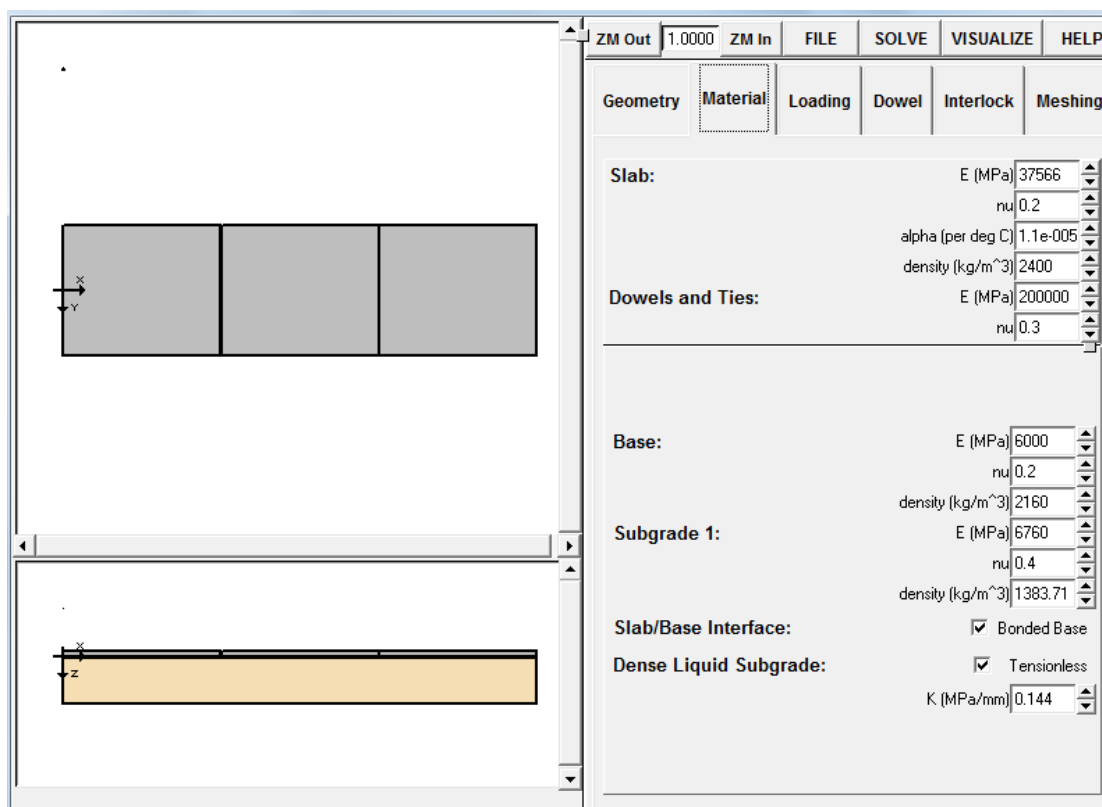 ZM Out 1.0000 ZM In FILE SOLVE VISUALIZE HELP
Geometry Material Loading Dowel Interlock Meshing
Slab: E (MPa) 37566
nu 0.2
alpha (per deg C) 1.1e-005
density (kg/m^3) 2400
Dowels and Ties: E (MPa) 200000
nu 0.3
Base: E (MPa) 6000
nu 0.2
density (kg/m^3) 2160
Subgrade 1: E (MPa) 6760
nu 0.4
density (kg/m^3) 1383.71
Slab/Base Interface: Bonded Base
Dense Liquid Subgrade: Tensionless
K (MPa/mm) 0.144
X
Y
X
Z